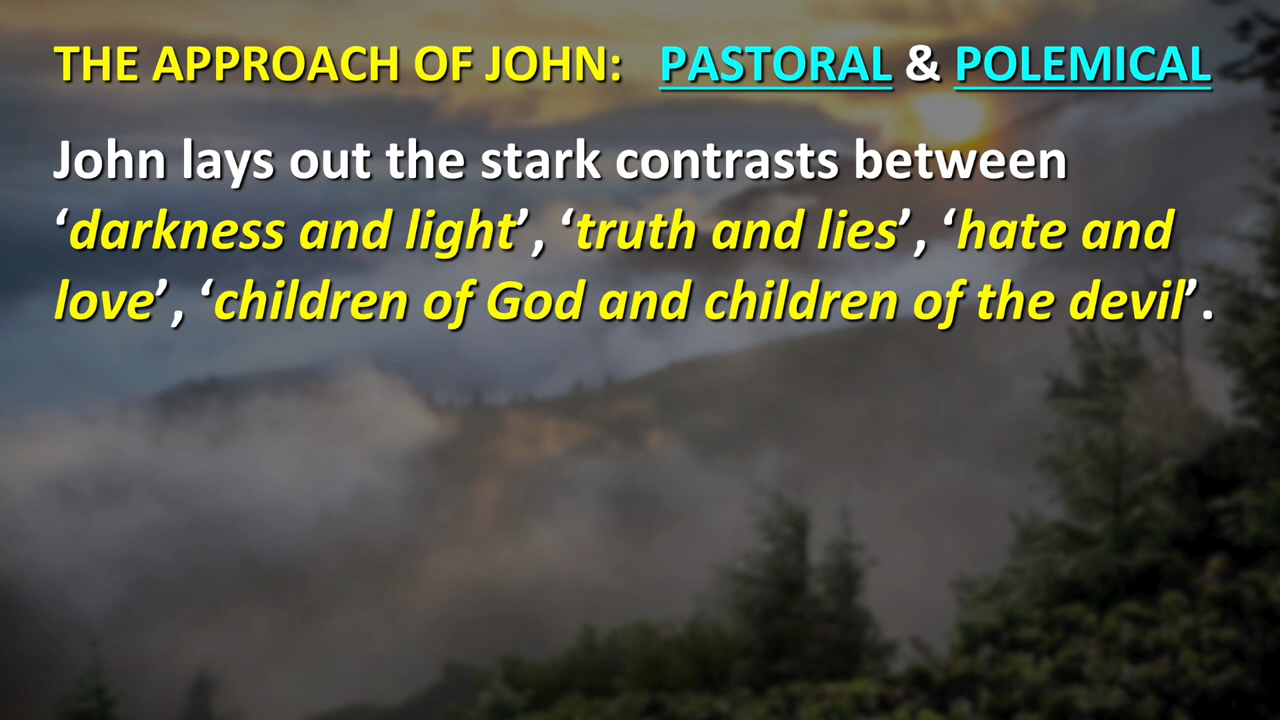 THE APPROACH OF JOHN: PASTORAL & POLEMICAL
John lays out the stark contrasts between
‘darkness and light’, ‘truth and lies’, ‘hate and
love’, ‘children of God and children of the devil’.